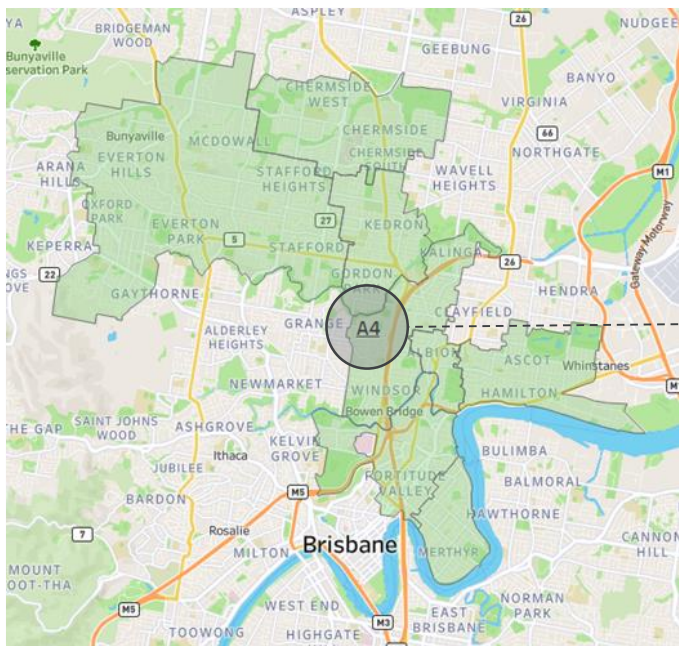 ASPLEY
26
NUDGEE
BRIDGEMAN
WOOD
GEEBUNG
Bunyaville
servation Park
BANYO
CHERMSIDE
WEST
VIRGINIA
Bunyaville
MCDOWALL
CHERMSIDE
66
ARANA
HILLS
EVERTON
HILLS
CHERMSIDE
SOUTH
NORTHGATE
STAFFORD
HEIGHTS
WAVELL
HEIGHTS
M1
OXFORD
PARK
27
KEDRON
EVERTON
PARK
5
STAFFORD
KALINGA
KEPERRA
Gateway Motorway
22
GORDON
PARK
26
GAYTHORNE
HENDRA
GRANGE
A4
CLAYFIELD
ALDERLEY
HEIGHTS
ALBION
ASCOT
Whinstanes
NEWMARKET
WINDSOR
HAMILTON
Bowen Bridge
SAINT JOHNS
WOOD
ASHGROVE
THE GAP
KELVIN
GROVE
BULIMBA
Ithaca
JUBILEE
BALMORAL
FORTITUDE
VALLEY
BARDON
M5
HAWTHORNE
7
Rosalie
Brisbane
CANNON
HILL
MILTON
MERTHYR
MOUNT
COOT-THA
M5
NORMAN
PARK
WEST END
M3
EAST
BRISBANE
TOOWONG
HIGHGATE